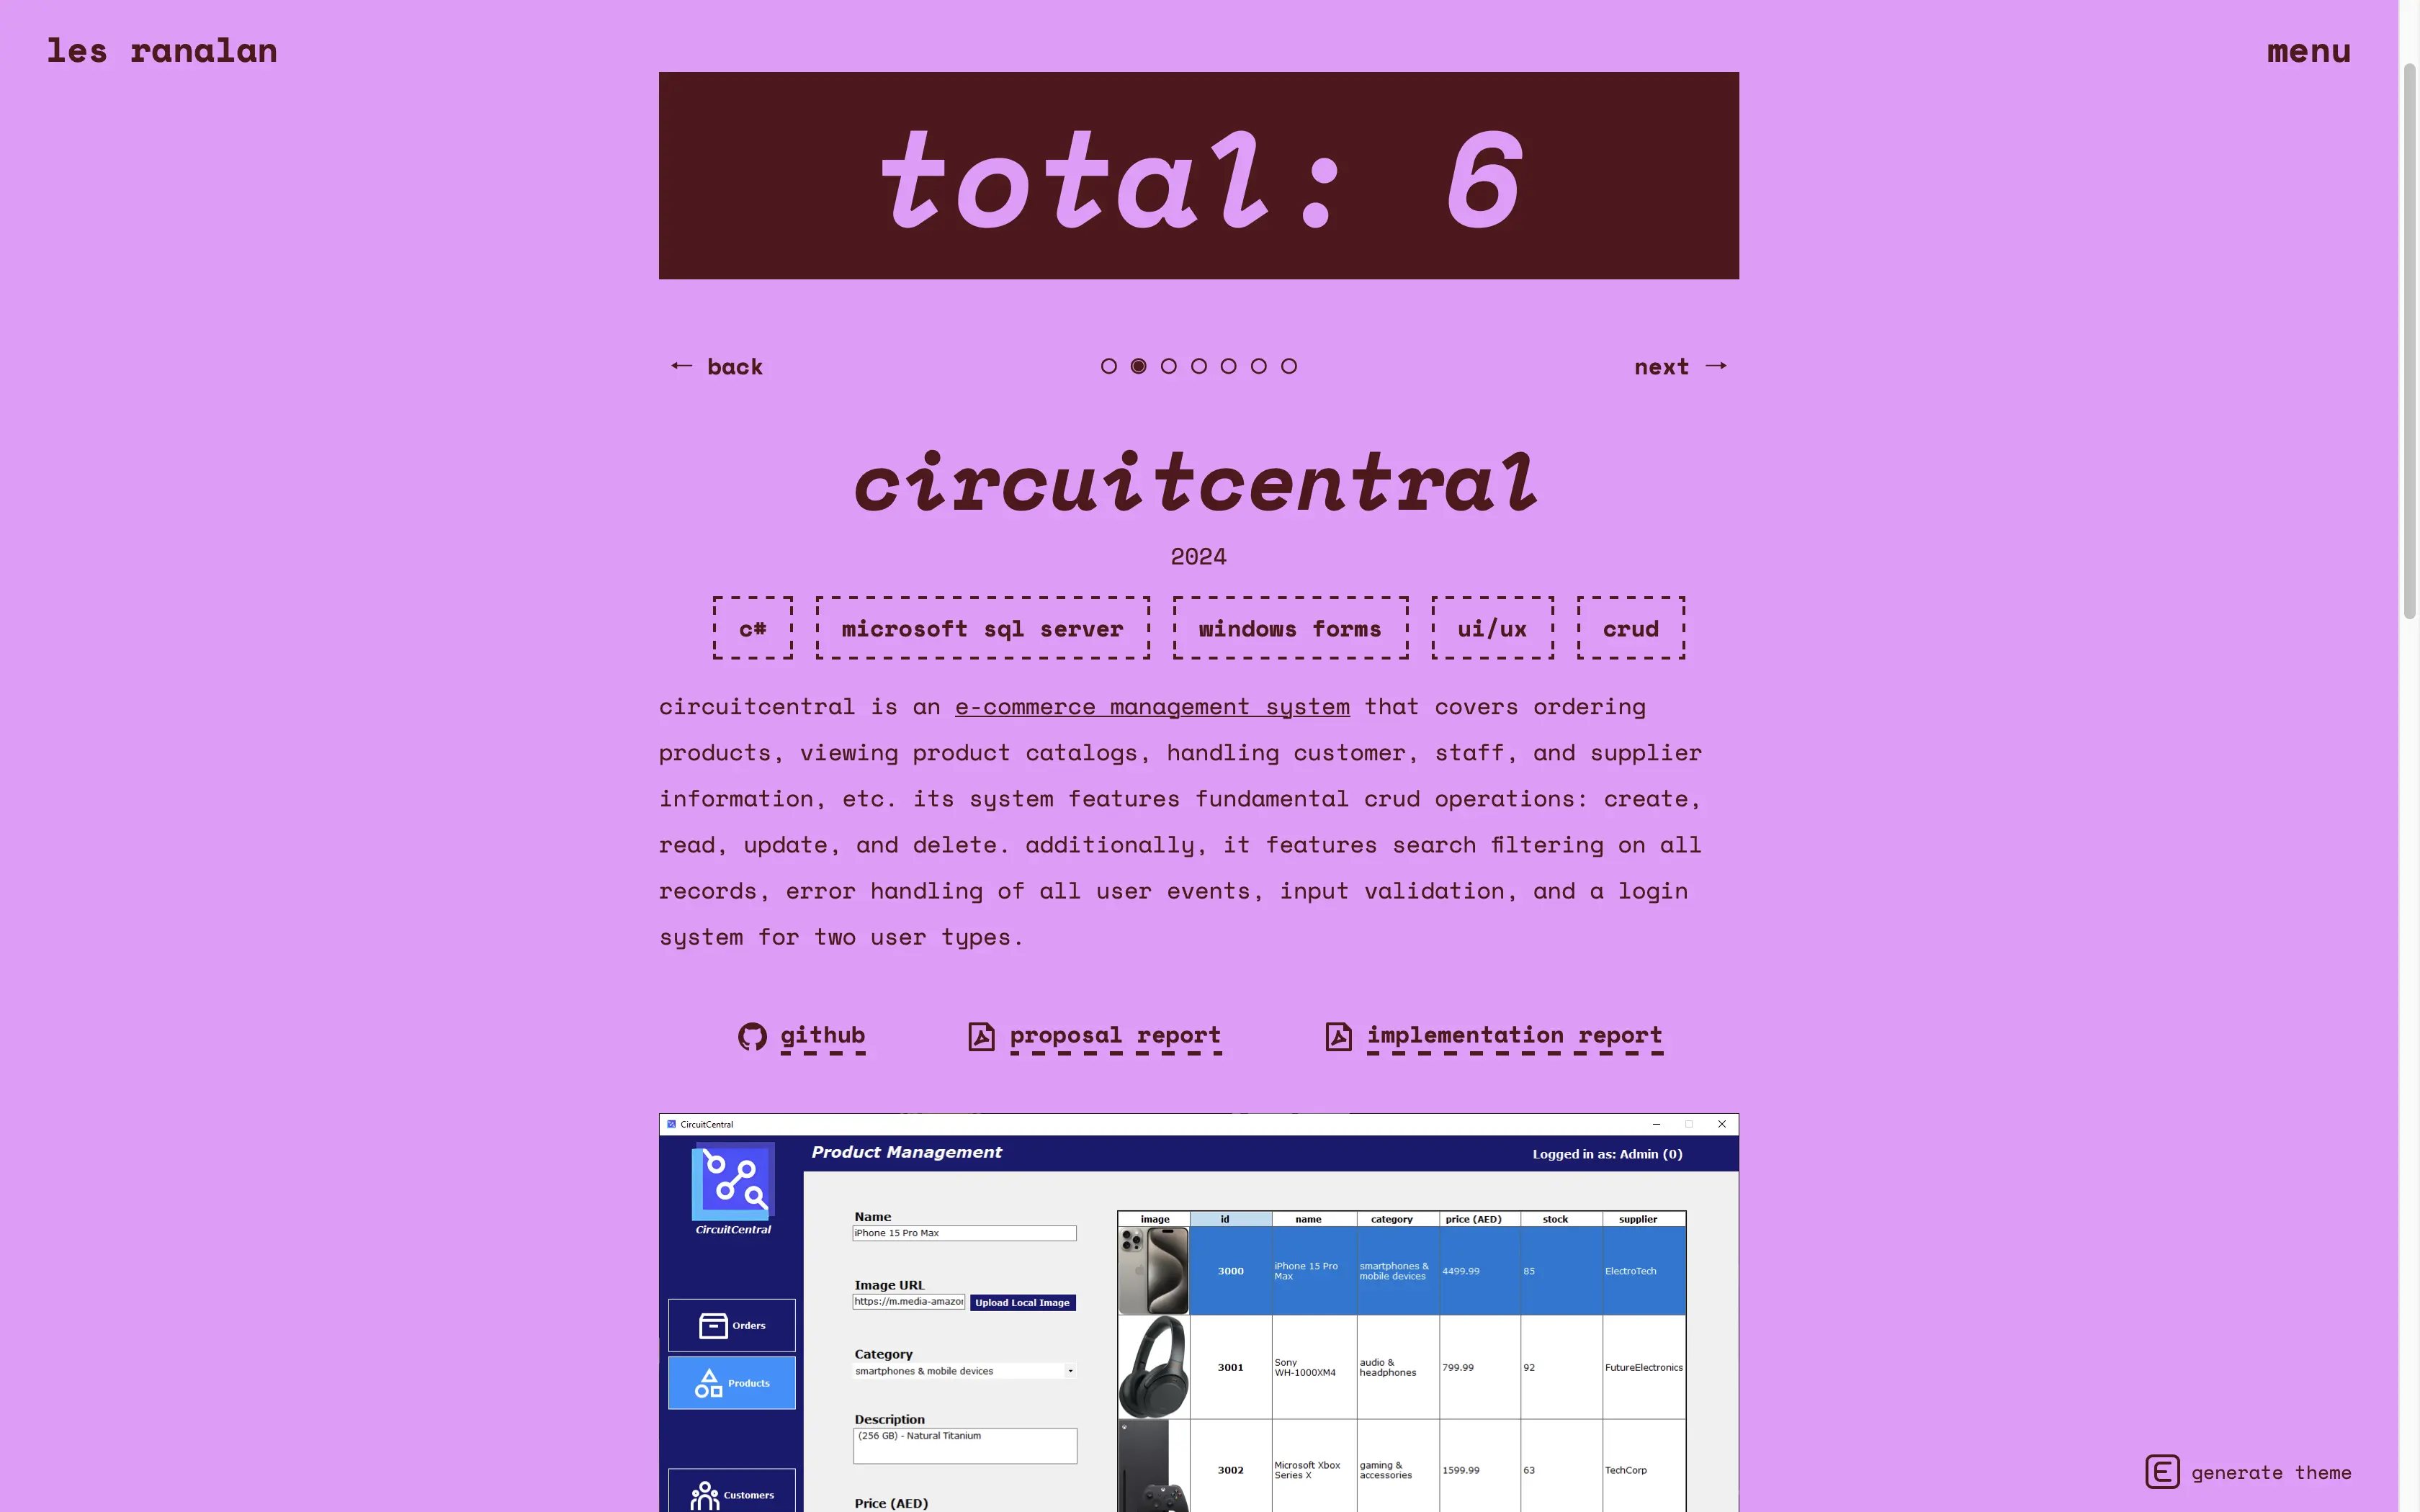 les ranalan
menu
total: 6
← back
next →
circuitcentral
2024
c#
microsoft sql server
windows forms
ui/ux
crud
circuitcentral is an e-commerce management system that covers ordering
products, viewing product catalogs, handling customer, staff, and supplier
information, etc. its system features fundamental crud operations: create,
read, update, and delete. additionally, it features search filtering on all
records, error handling of all user events, input validation, and a login
system for two user types.
github
proposal report
implementation report
CircuitCentral
Product Management
Logged in as: Admin (0)
CircuitCentral
Orders
Products
Customers
Name
iPhone 15 Pro Max
Image URL
https://m.media-amazon
Upload Local Image
Category
smartphones & mobile devices
Description
(256 GB) - Natural Titanium
Price (AED)
image id name category price (AED) stock supplier
3000 iPhone 15 Pro Max smartphones & mobile devices 4499.99 85 ElectroTech
3001 Sony WH-1000XM4 audio & headphones 799.99 92 FutureElectronics
3002 Microsoft Xbox Series X gaming & accessories 1599.99 63 TechCorp
E generate theme